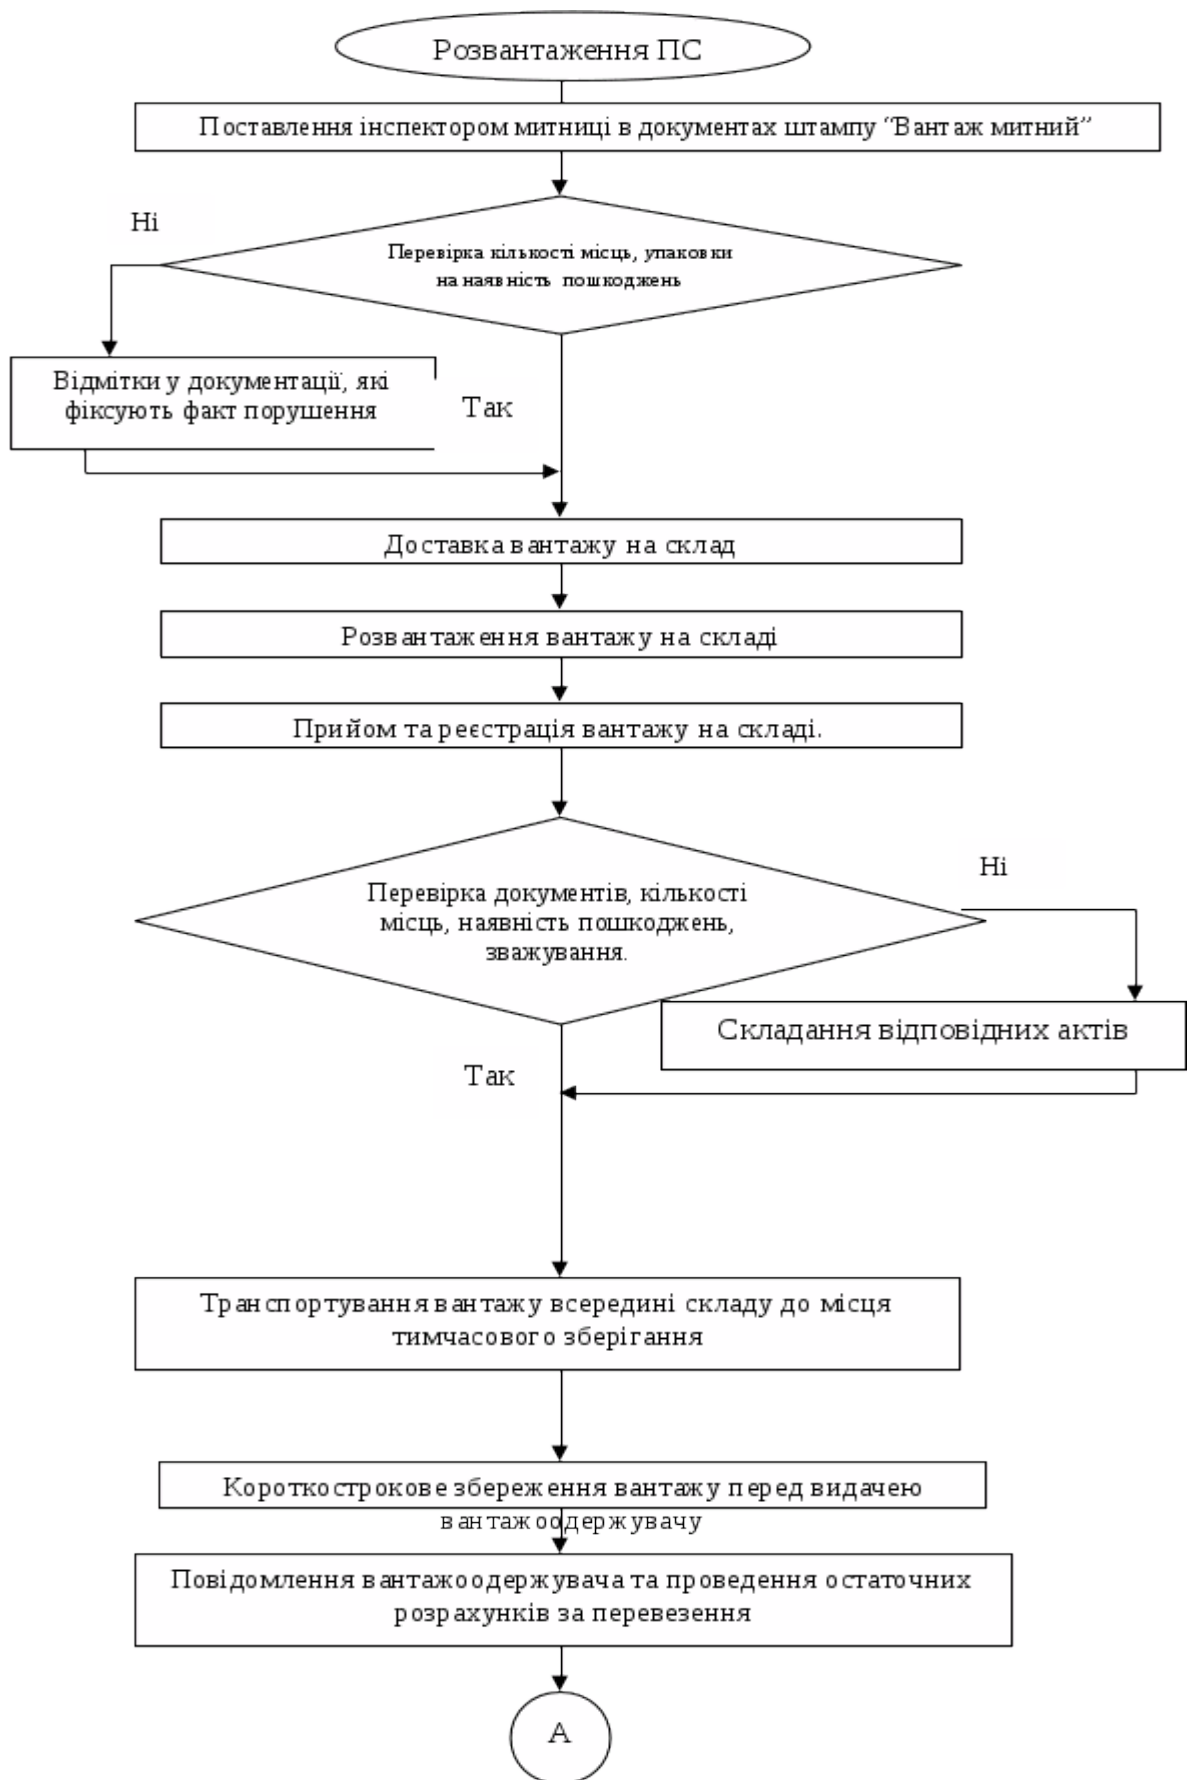 Розвантаження ПС
Поставлення інспектором митниці в документах штампу “Вантаж митний”
Ні
Перевірка кількості місць, упаковки
на наявність пошкоджень
Відмітки у документації, які
фіксують факт порушення
Так
Доставка вантажу на склад
Розвантаження вантажу на складі
Прийом та реєстрація вантажу на складі.
Ні
Перевірка документів, кількості
місць, наявність пошкоджень,
зважування.
Складання відповідних актів
Так
Транспортування вантажу всередині складу до місця
тимчасового зберігання
Короткострокове збереження вантажу перед видачею
вантажоодержувачу
Повідомлення вантажоодержувача та проведення остаточних
розрахунків за перевезення
А